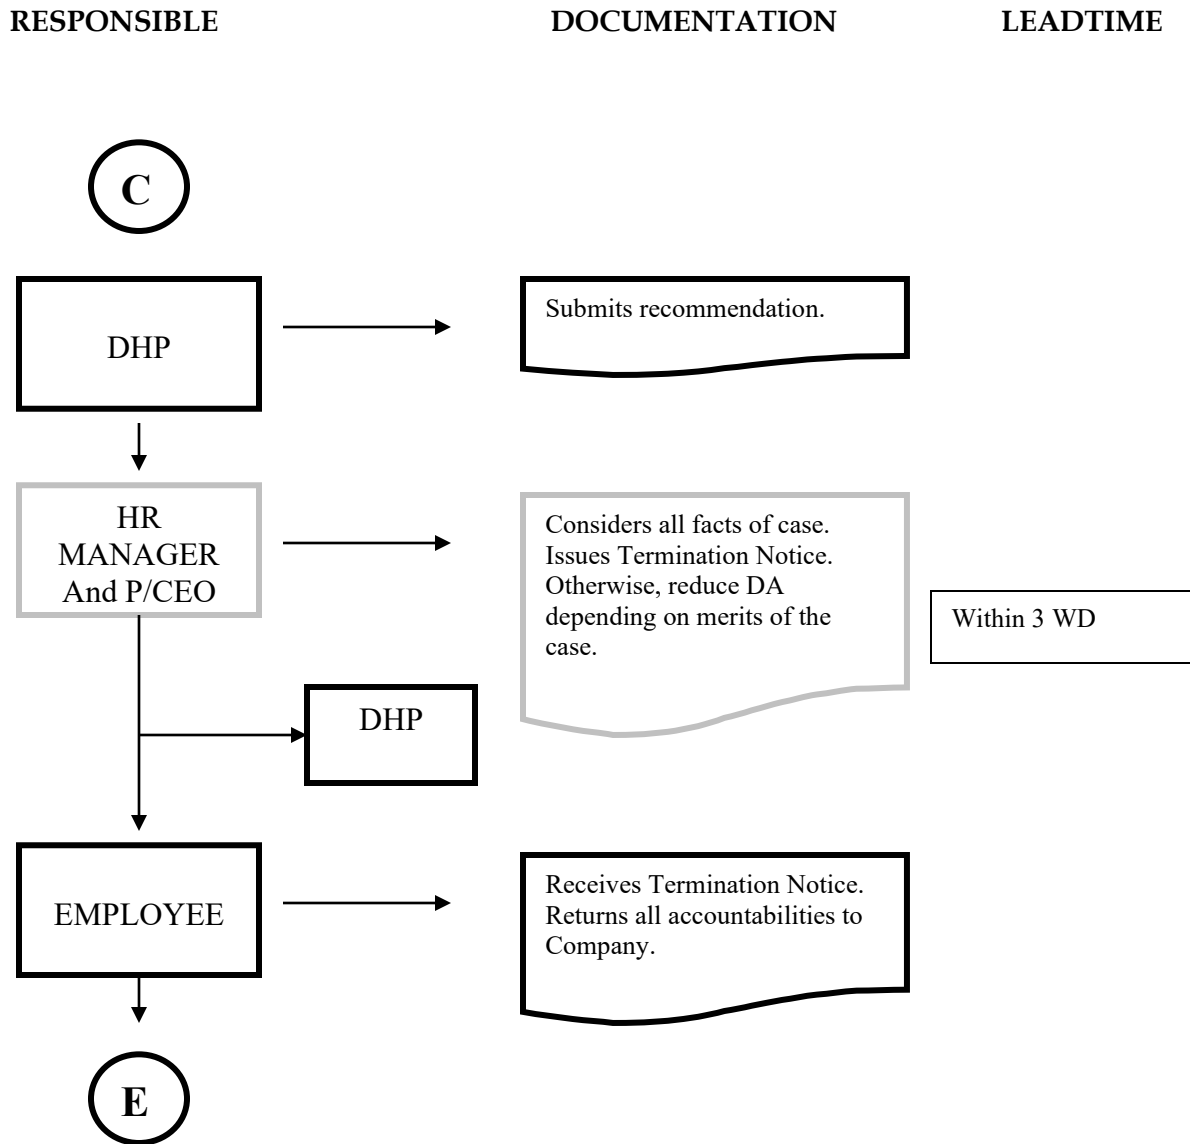 RESPONSIBLE DOCUMENTATION LEADTIME
C
DHP
Submits recommendation.
HR
MANAGER
And P/CEO
Considers all facts of case.
Issues Termination Notice.
Otherwise, reduce DA
depending on merits of the
case.
Within 3 WD
DHP
EMPLOYEE
Receives Termination Notice.
Returns all accountabilities to
Company.
E